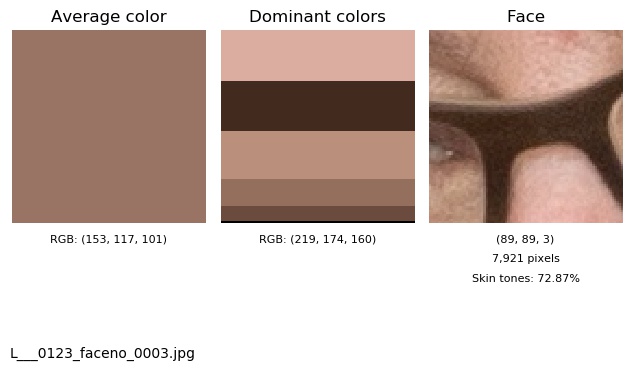 Average color
Dominant colors
Face
RGB: (153, 117, 101)
RGB: (219, 174, 160)
(89, 89, 3)
7,921 pixels
Skin tones: 72.87%
L___0123_faceno_0003.jpg